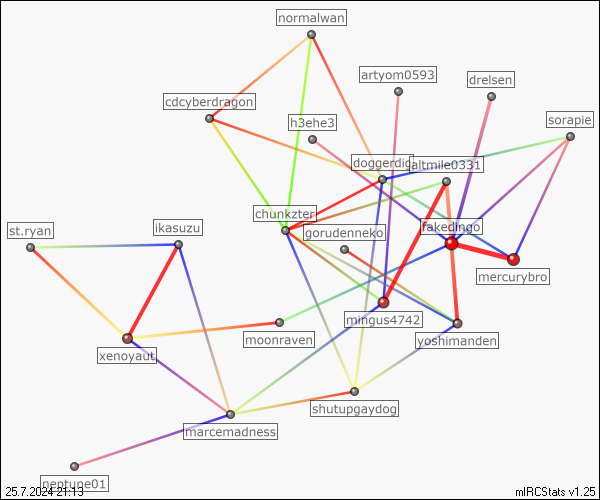 normalwan
artyom0593
drelsen
cdcyberdragon
h3ehe3
sorapie
doggerdig
altmile0331
chunkzter
st.ryan
ikasuzu
gorudenneko
fakedingo
mercurybro
mingus4742
xenoyaut
moonraven
yoshimanden
shutupgaydog
marcemadness
neptune01
25.7.2024 21:13
mIRCStats v1.25